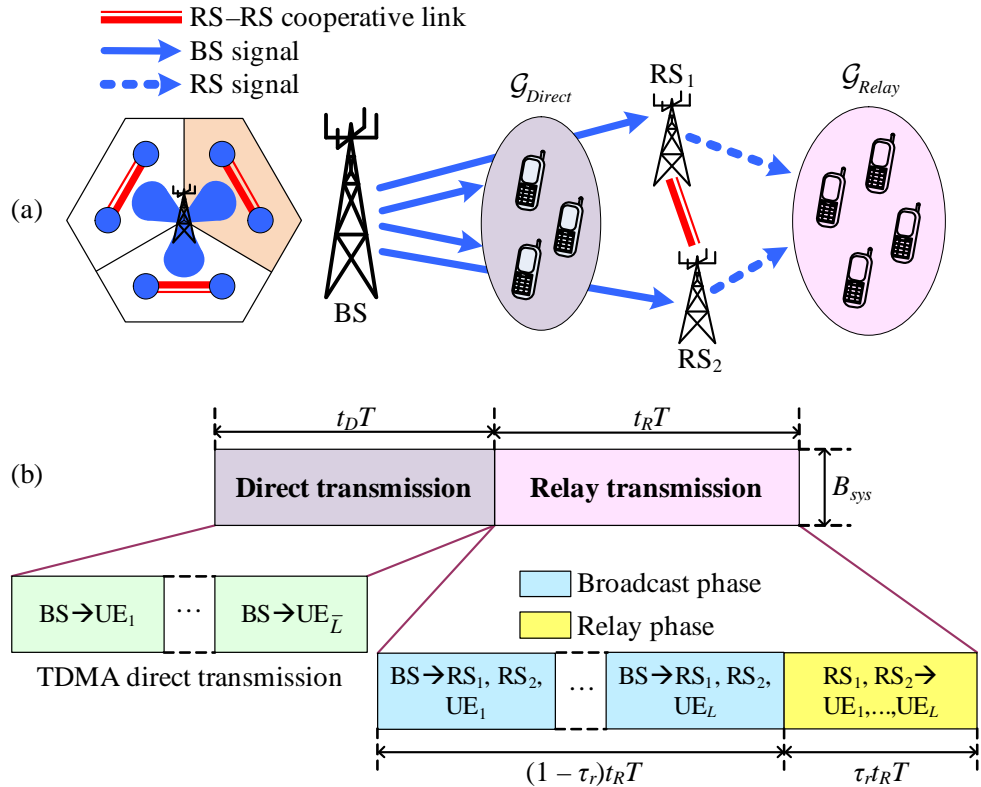 RS–RS cooperative link
BS signal
RS signal
(a)
BS
𝒢Direct
RS1
RS2
𝒢Relay
(b)
tDT
tRT
Direct transmission
Relay transmission
Bsys
BS→UE1
...
BS→UEL̅
TDMA direct transmission
Broadcast phase
Relay phase
BS→RS1, RS2,
UE1
...
BS→RS1, RS2,
UEL
RS1, RS2→
UE1,...,UEL
(1 – τr)tRT
τrtRT